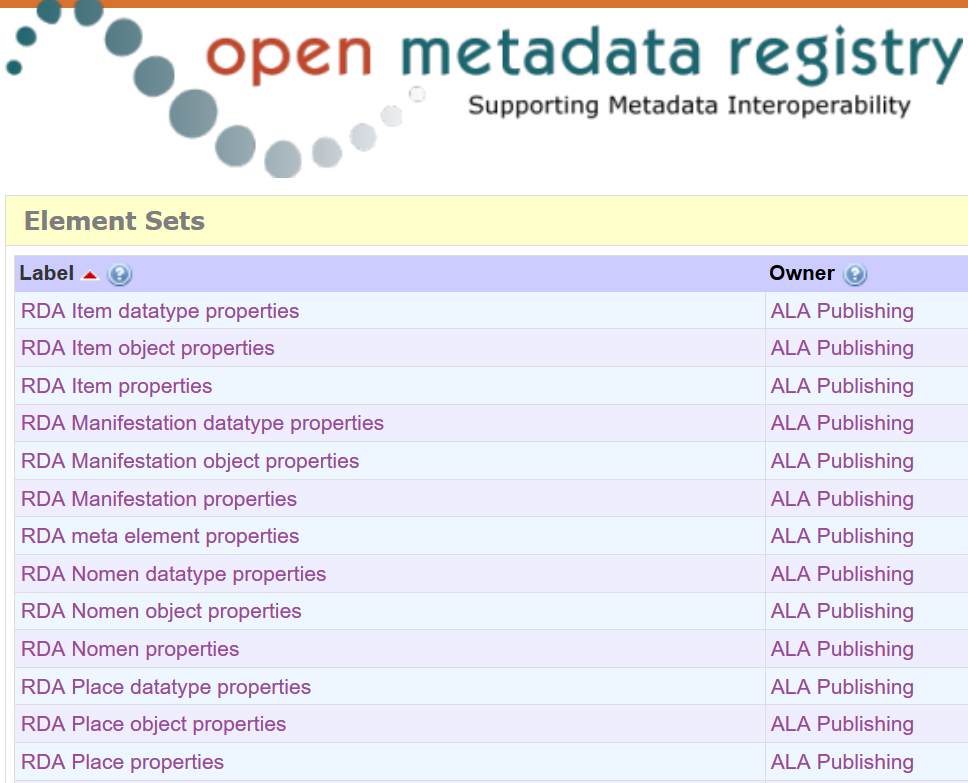 open metadata registry
Supporting Metadata Interoperability
Element Sets
Label ? Owner ?
RDA Item datatype properties ALA Publishing
RDA Item object properties ALA Publishing
RDA Item properties ALA Publishing
RDA Manifestation datatype properties ALA Publishing
RDA Manifestation object properties ALA Publishing
RDA Manifestation properties ALA Publishing
RDA meta element properties ALA Publishing
RDA Nomen datatype properties ALA Publishing
RDA Nomen object properties ALA Publishing
RDA Nomen properties ALA Publishing
RDA Place datatype properties ALA Publishing
RDA Place object properties ALA Publishing
RDA Place properties ALA Publishing